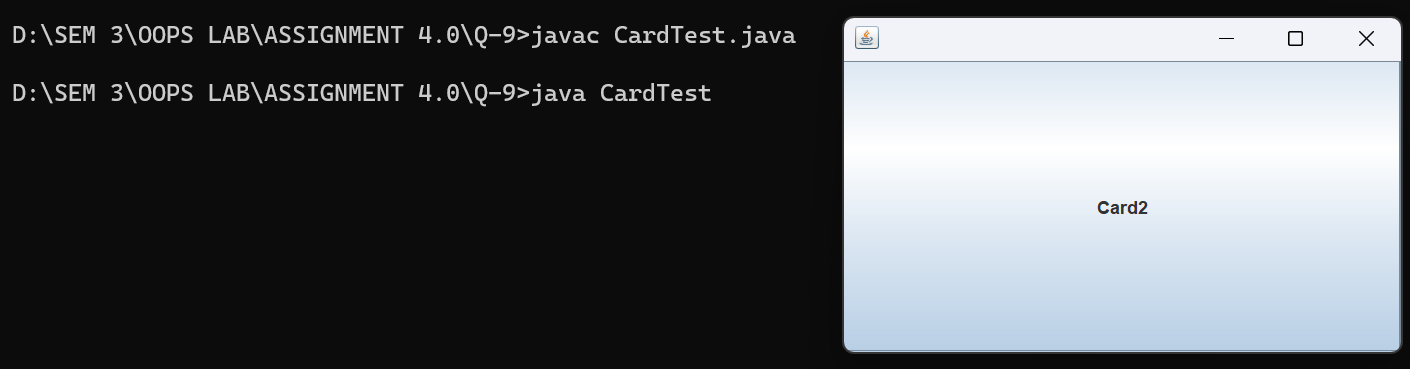 D:\SEM 3\OOPS LAB\ASSIGNMENT 4.0\Q-9>javac CardTest.java
D:\SEM 3\OOPS LAB\ASSIGNMENT 4.0\Q-9>java CardTest
Card2